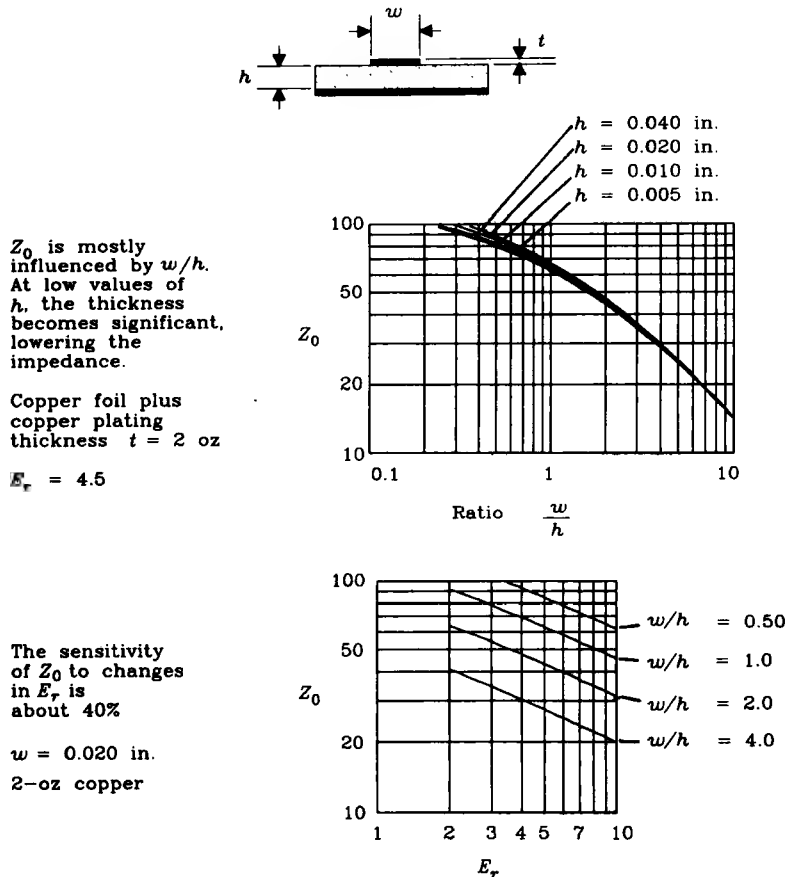 w
t
h
h = 0.040 in.
h = 0.020 in.
h = 0.010 in.
h = 0.005 in.
Z₀ is mostly
influenced by w/h.
At low values of
h, the thickness
becomes significant,
lowering the
impedance.
Copper foil plus
copper plating
thickness t = 2 oz
Eᵣ = 4.5
100
50
20
10
Z₀
0.1
1
10
Ratio w/h
The sensitivity
of Z₀ to changes
in Eᵣ is
about 40%
w = 0.020 in.
2-oz copper
100
50
20
10
Z₀
w/h = 0.50
w/h = 1.0
w/h = 2.0
w/h = 4.0
1 2 3 4 5 7 10
Eᵣ